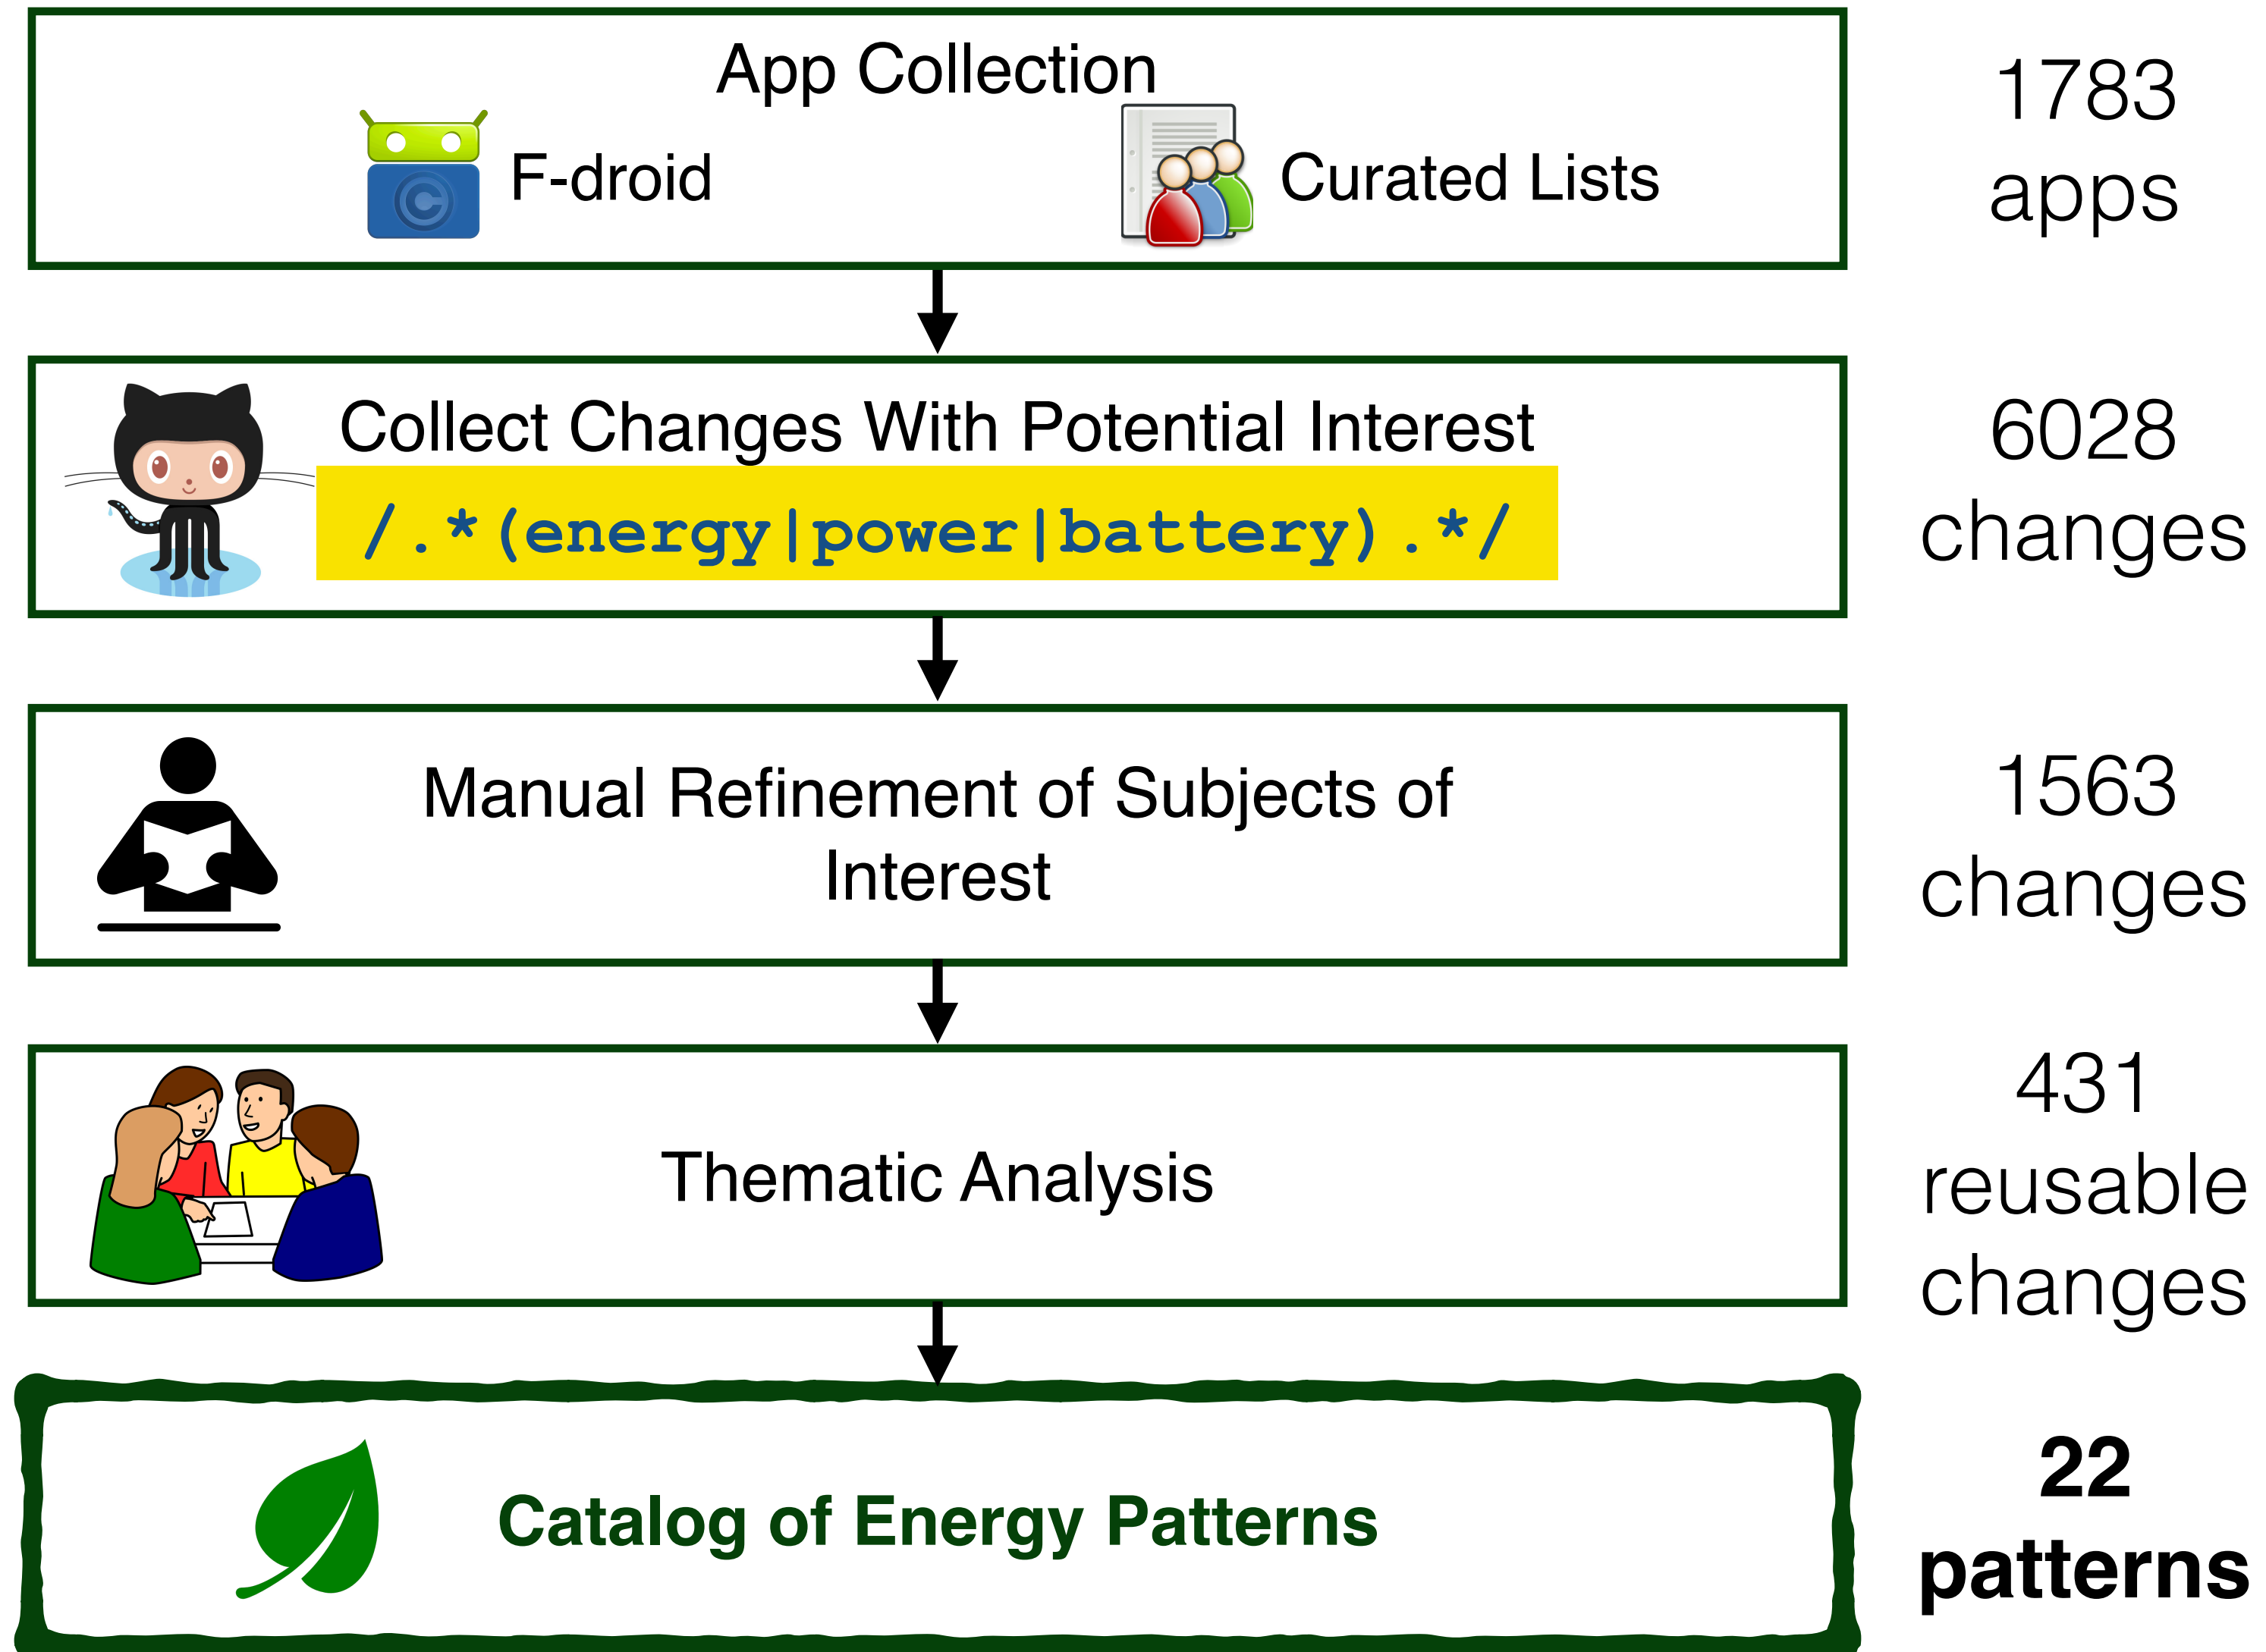 App Collection
F-droid
Curated Lists
1783
apps
Collect Changes With Potential Interest
/.*(energy|power|battery).*/
6028
changes
Manual Refinement of Subjects of
Interest
1563
changes
Thematic Analysis
431
reusable
changes
Catalog of Energy Patterns
22
patterns